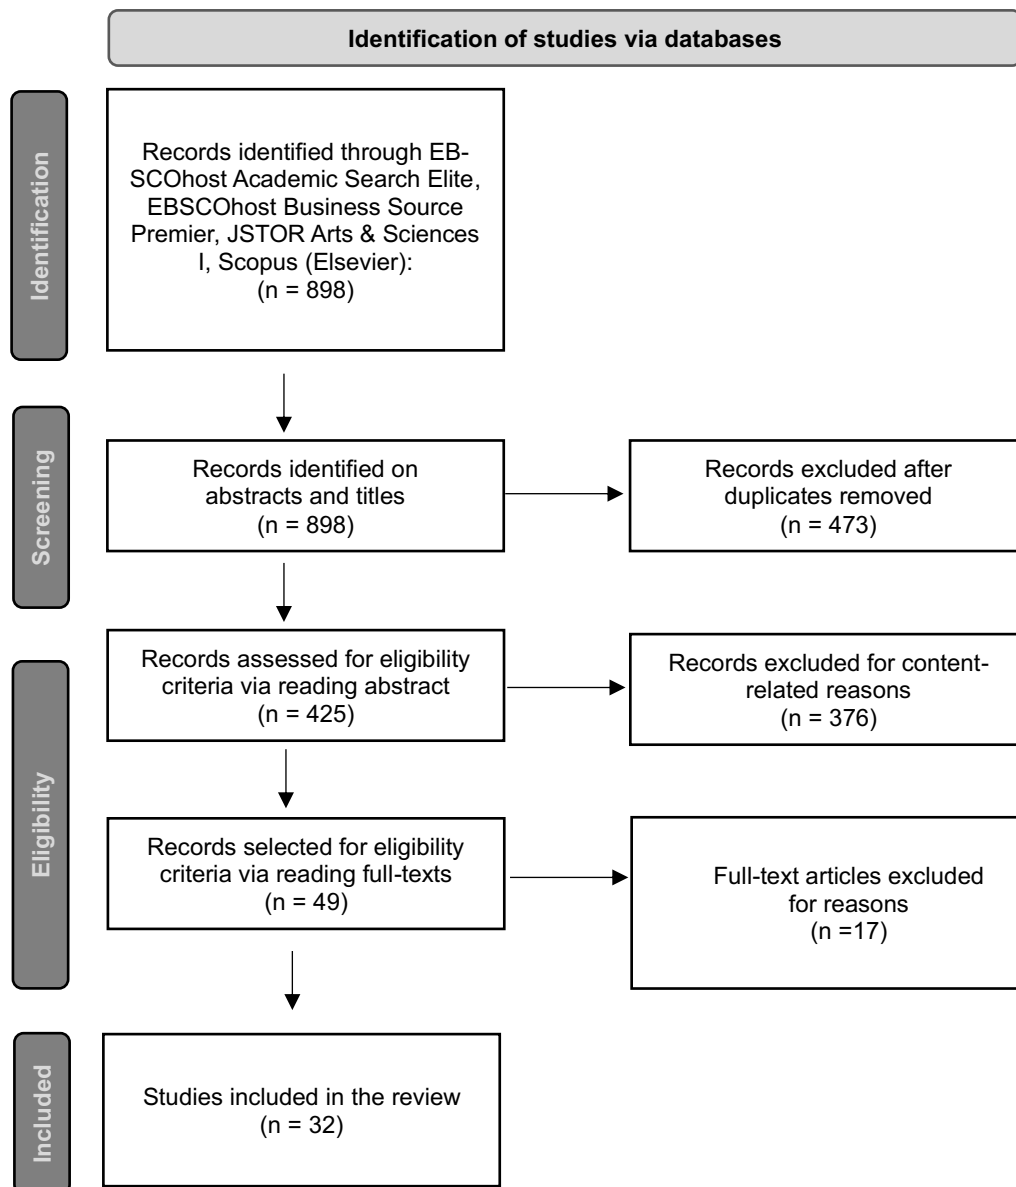 Identification of studies via databases
Identification
Records identified through EB-
SCOhost Academic Search Elite,
EBSCOhost Business Source
Premier, JSTOR Arts & Sciences
I, Scopus (Elsevier):
(n = 898)
Screening
Records identified on
abstracts and titles
(n = 898)
Records excluded after
duplicates removed
(n = 473)
Eligibility
Records assessed for eligibility
criteria via reading abstract
(n = 425)
Records excluded for content-
related reasons
(n = 376)
Records selected for eligibility
criteria via reading full-texts
(n = 49)
Full-text articles excluded
for reasons
(n =17)
Included
Studies included in the review
(n = 32)